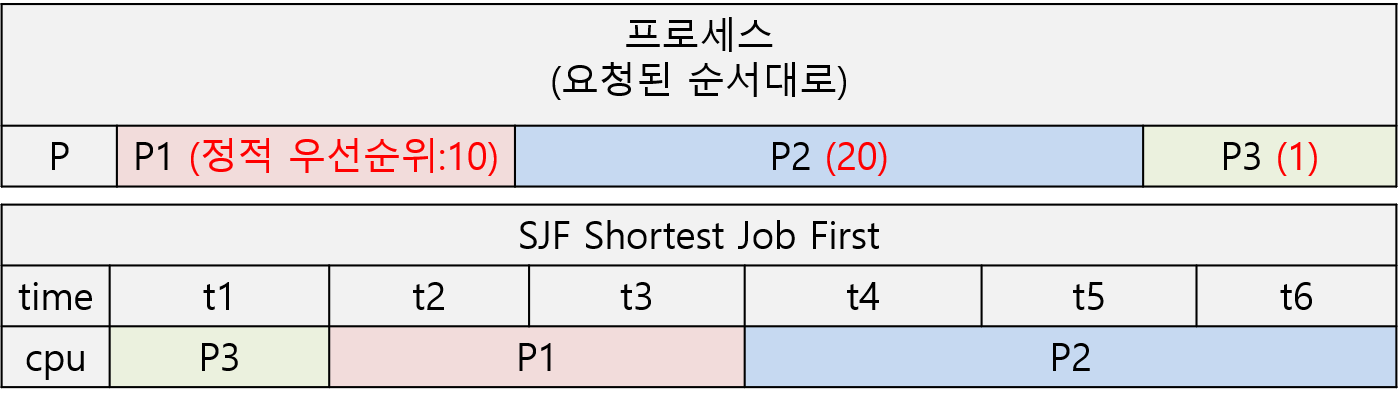 프로세스
(요청된 순서대로)
P P1 (정적 우선순위:10) P2 (20) P3 (1)
SJF Shortest Job First
time t1 t2 t3 t4 t5 t6
cpu P3 P1 P2